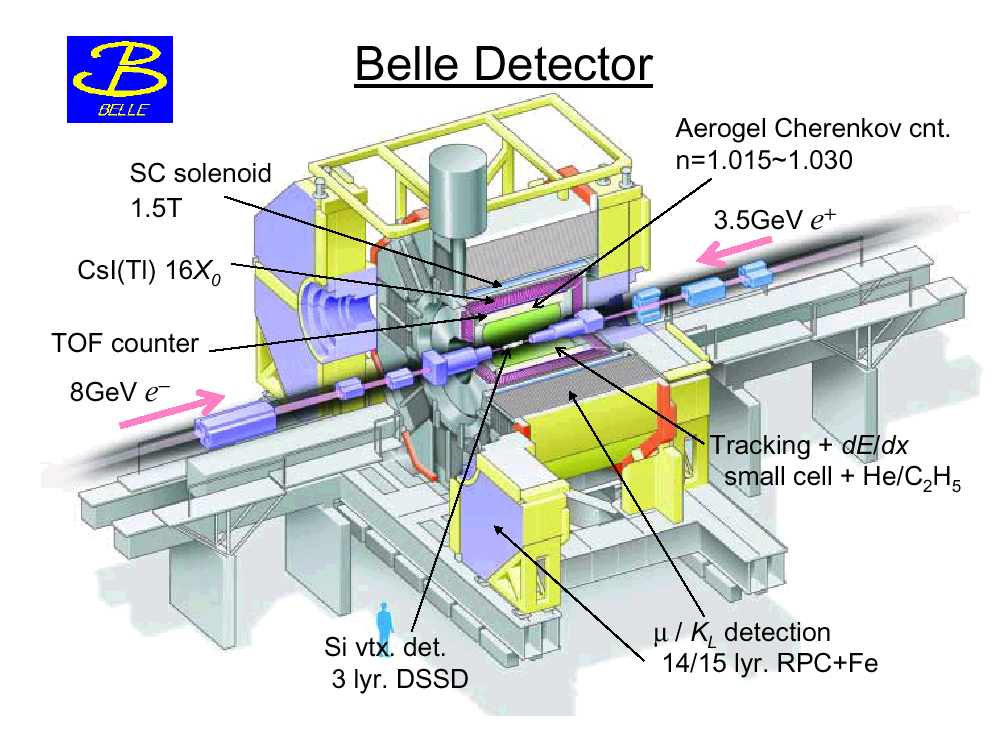 Belle Detector
BELLE
Aerogel Cherenkov cnt.
n=1.015~1.030
SC solenoid
1.5T
3.5GeV e⁺
CsI(Tl) 16X₀
TOF counter
8GeV e⁻
Tracking + dE/dx
small cell + He/C₂H₅
Si vtx. det.
3 lyr. DSSD
μ / K_L detection
14/15 lyr. RPC+Fe